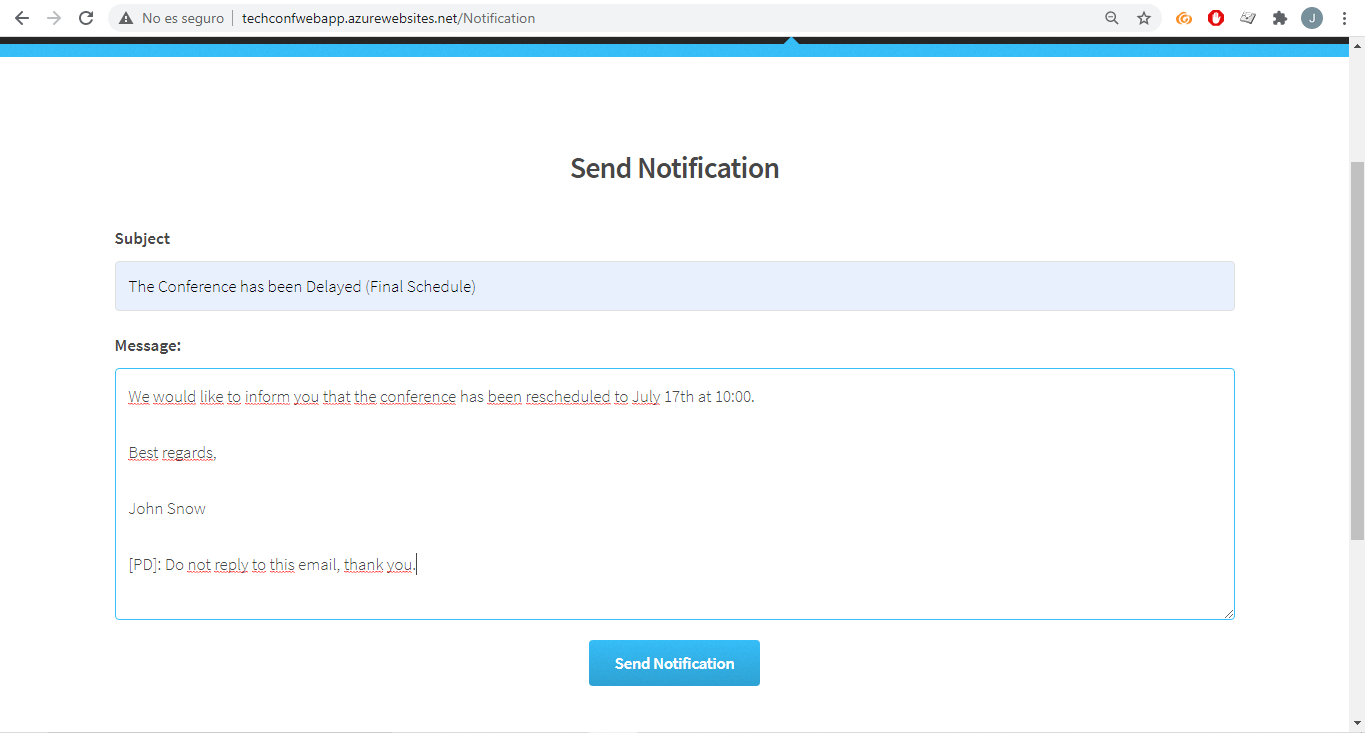 No es seguro
techconfwebapp.azurewebsites.net/Notification
J
Send Notification
Subject
The Conference has been Delayed (Final Schedule)
Message:
We would like to inform you that the conference has been rescheduled to July 17th at 10:00.
Best regards,
John Snow
[PD]: Do not reply to this email, thank you.
Send Notification